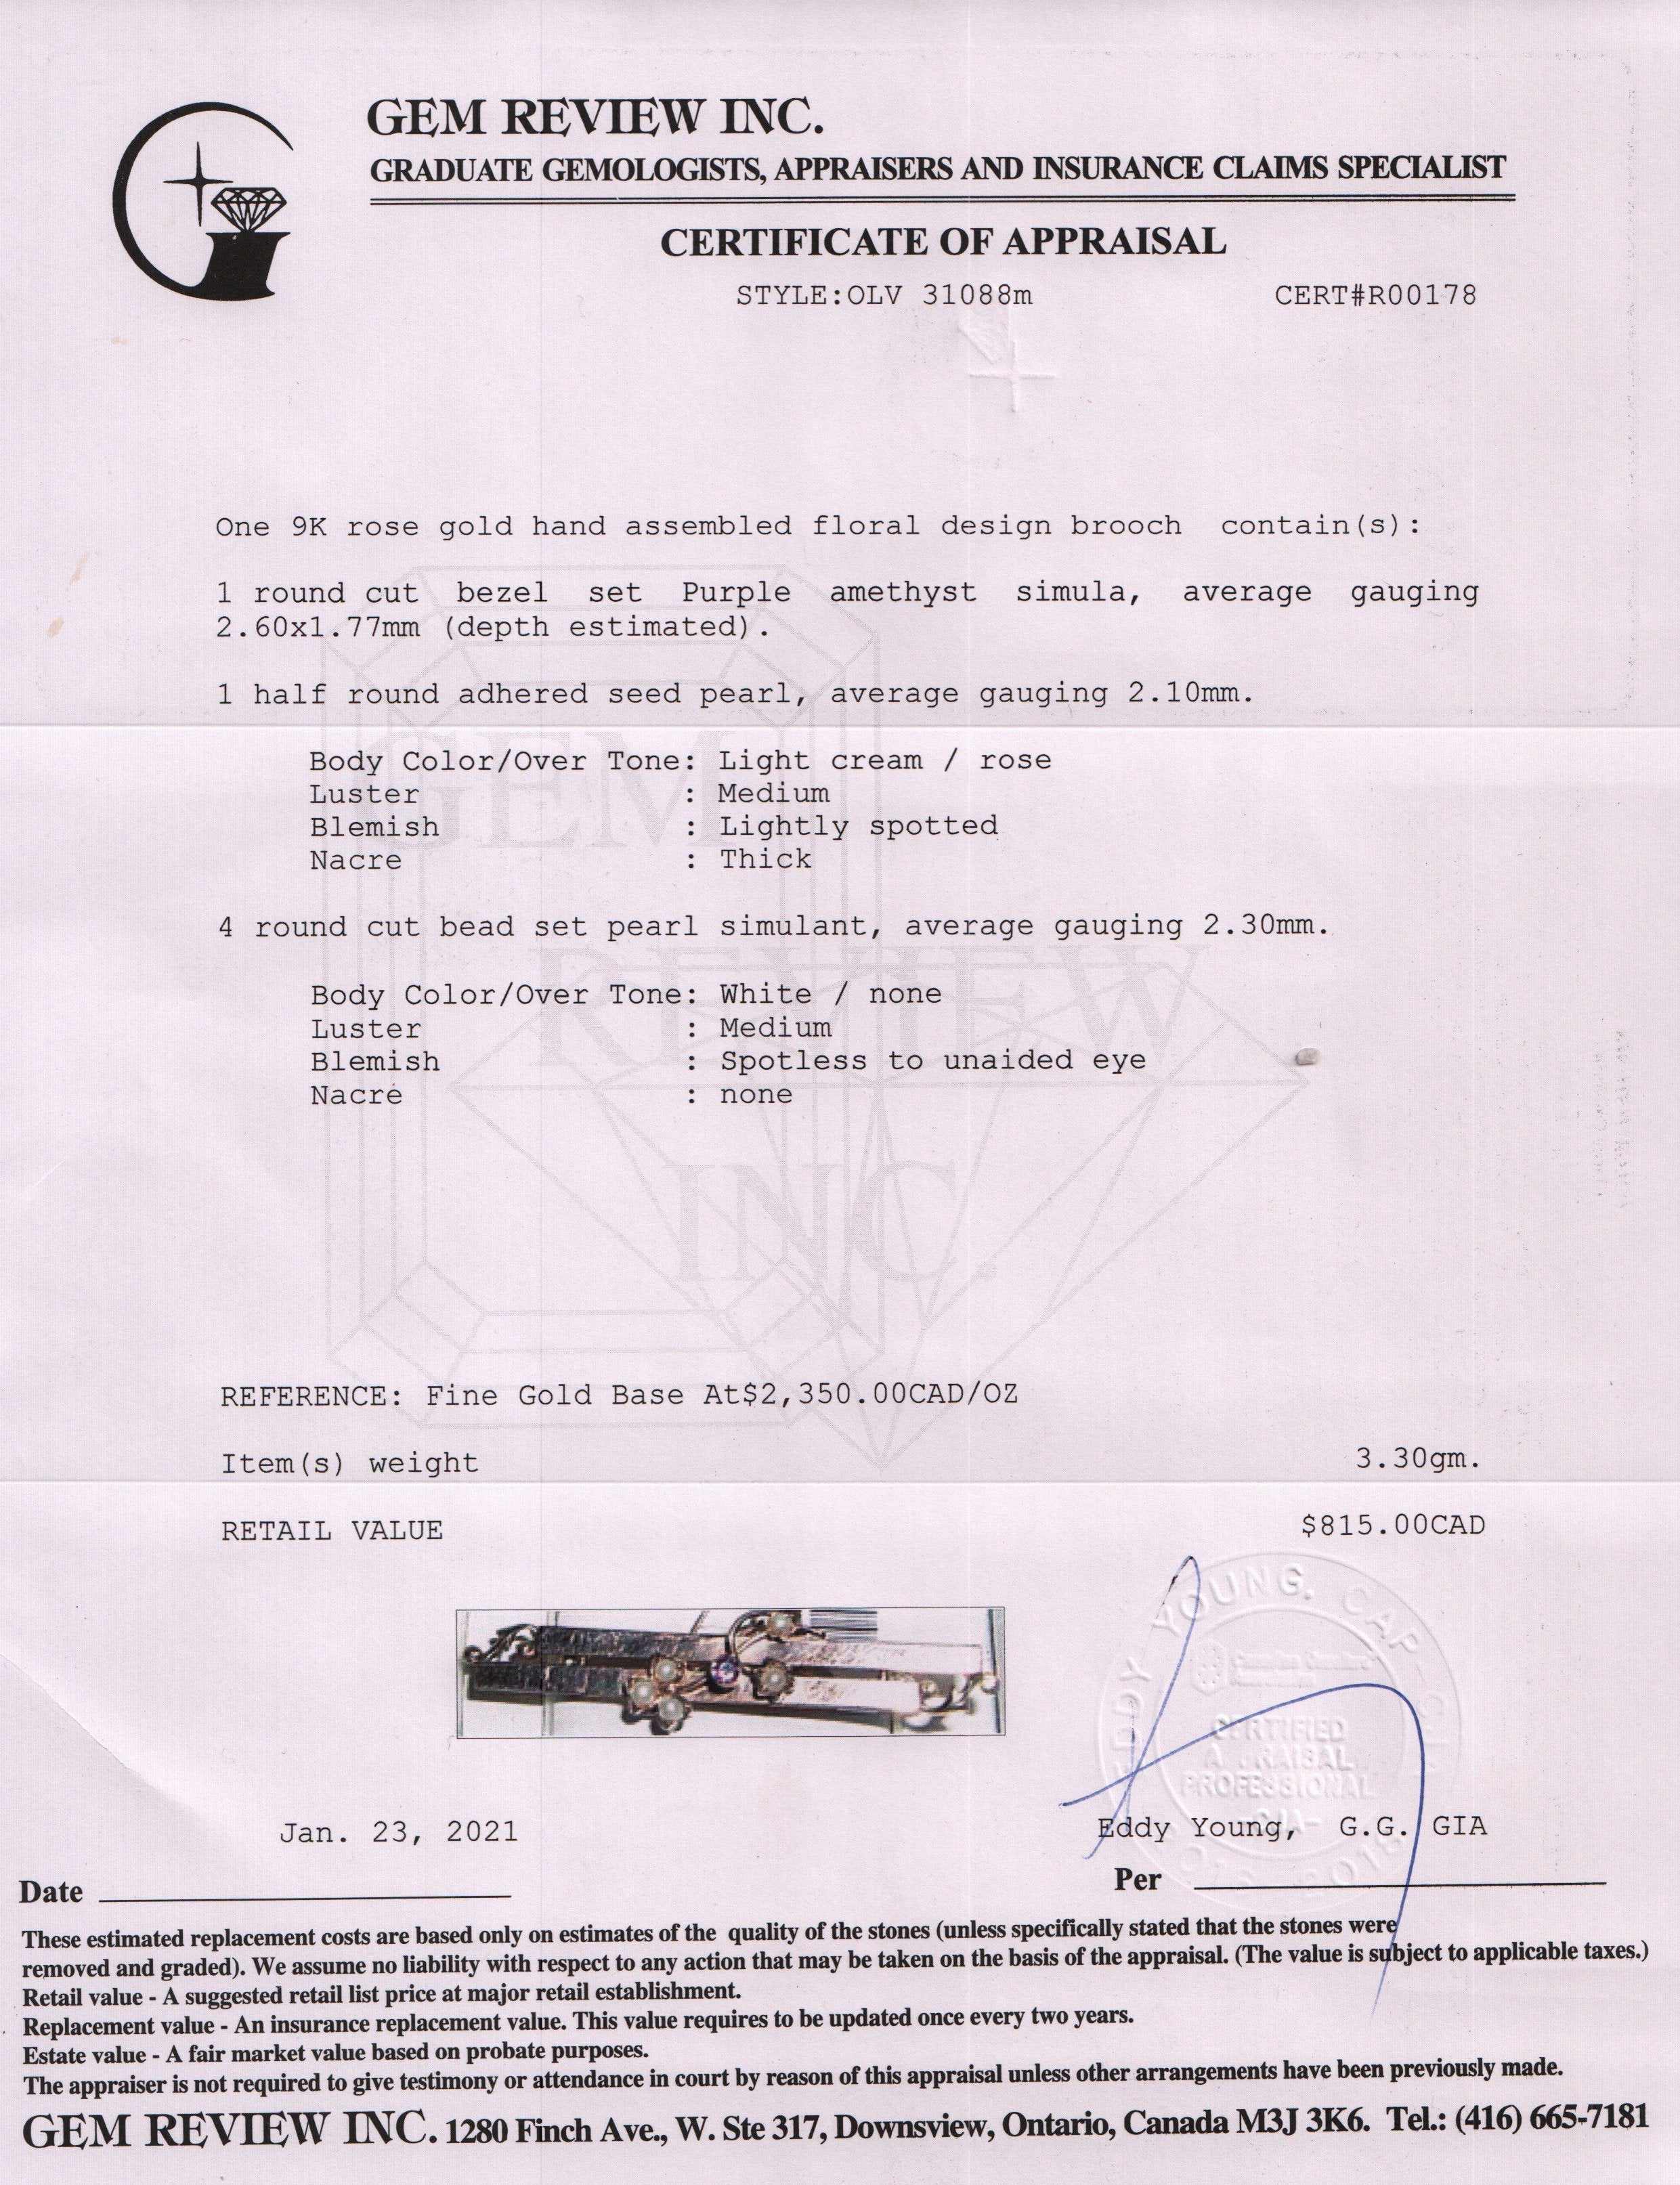 GEM REVIEW INC.
GRADUATE GEMOLOGISTS, APPRAISERS AND INSURANCE CLAIMS SPECIALIST
CERTIFICATE OF APPRAISAL
STYLE:OLV 31088m CERT#R00178
One 9K rose gold hand assembled floral design brooch contain(s):
1 round cut bezel set Purple amethyst simula, average gauging
2.60x1.77mm (depth estimated).
1 half round adhered seed pearl, average gauging 2.10mm.
Body Color/Over Tone: Light cream / rose
Luster : Medium
Blemish : Lightly spotted
Nacre : Thick
4 round cut bead set pearl simulant, average gauging 2.30mm.
Body Color/Over Tone: White / none
Luster : Medium
Blemish : Spotless to unaided eye
Nacre : none
GEM
REVIEW
INC.
REFERENCE: Fine Gold Base At$2,350.00CAD/OZ
Item(s) weight 3.30gm.
RETAIL VALUE $815.00CAD
EDDY YOUNG, CAP
CERTIFIED
APPRAISAL
PROFESSIONAL
Jan. 23, 2021 Eddy Young, G.G. GIA
Date Per
These estimated replacement costs are based only on estimates of the quality of the stones (unless specifically stated that the stones were
removed and graded). We assume no liability with respect to any action that may be taken on the basis of the appraisal. (The value is subject to applicable taxes.)
Retail value - A suggested retail list price at major retail establishment.
Replacement value - An insurance replacement value. This value requires to be updated once every two years.
Estate value - A fair market value based on probate purposes.
The appraiser is not required to give testimony or attendance in court by reason of this appraisal unless other arrangements have been previously made.
GEM REVIEW INC. 1280 Finch Ave., W. Ste 317, Downsview, Ontario, Canada M3J 3K6. Tel.: (416) 665-7181